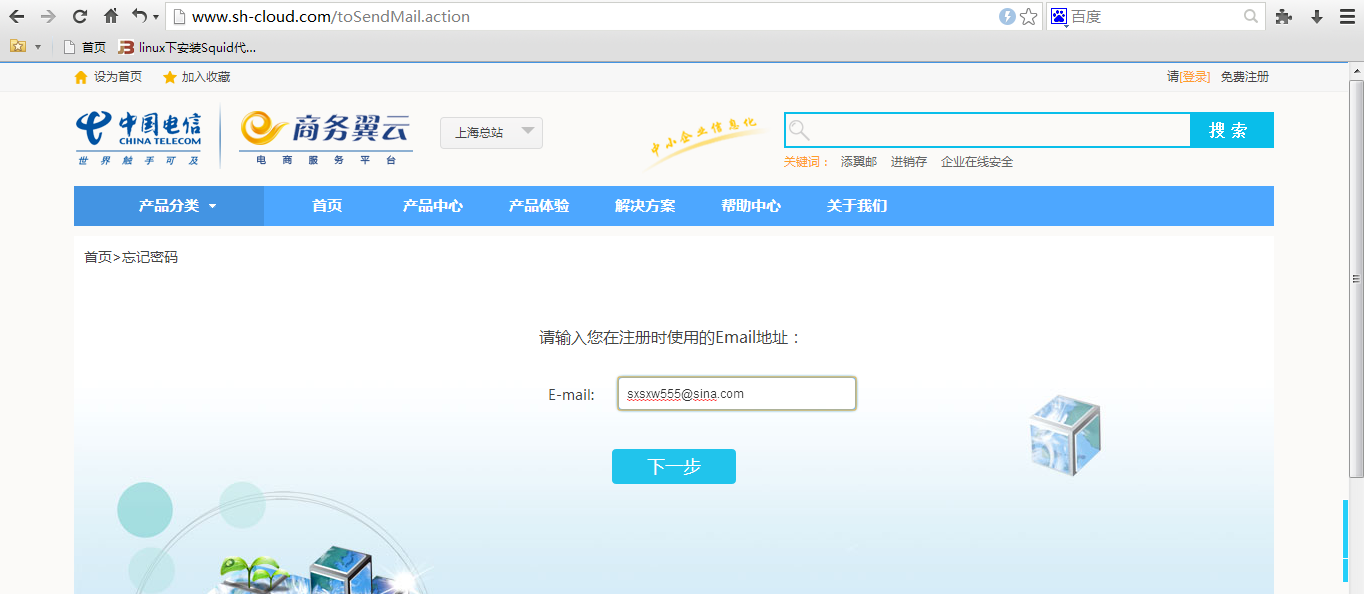 www.sh-cloud.com/toSendMail.action
百度
首页
linux下安装Squid代...
设为首页
加入收藏
请[登录] 免费注册
中国电信
CHINA TELECOM
世界触手可及
商务翼云
电商服务平台
上海总站
中小企业信息化
搜索
关键词： 添翼邮 进销存 企业在线安全
产品分类 首页 产品中心 产品体验 解决方案 帮助中心 关于我们
首页>忘记密码
请输入您在注册时使用的Email地址：
E-mail: sxsxw555@sina.com
下一步